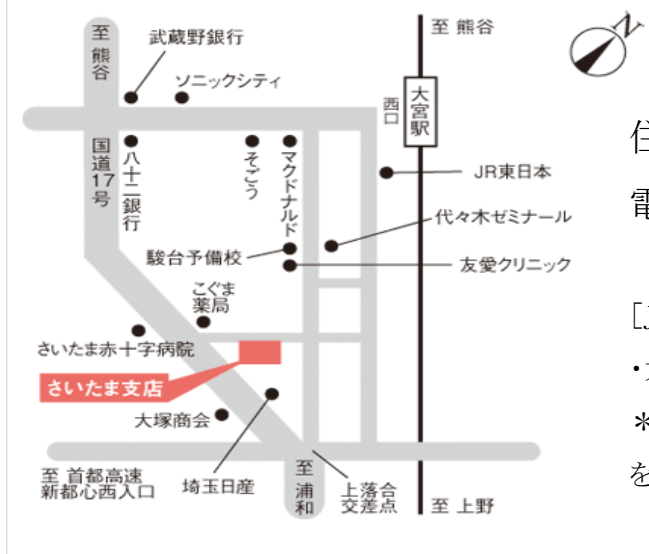 至 熊谷
武蔵野銀行
ソニックシティ
至 熊谷
N
西口
大宮駅
国道17号
八十二銀行
そごう
マクドナルド
JR東日本
代々木ゼミナール
駿台予備校
友愛クリニック
こぐま
薬局
さいたま赤十字病院
さいたま支店
大塚商会
至 首都高速
新都心西入口
埼玉日産
至 浦和
上落合
交差点
至 上野
住
電
[J
・
＊
を